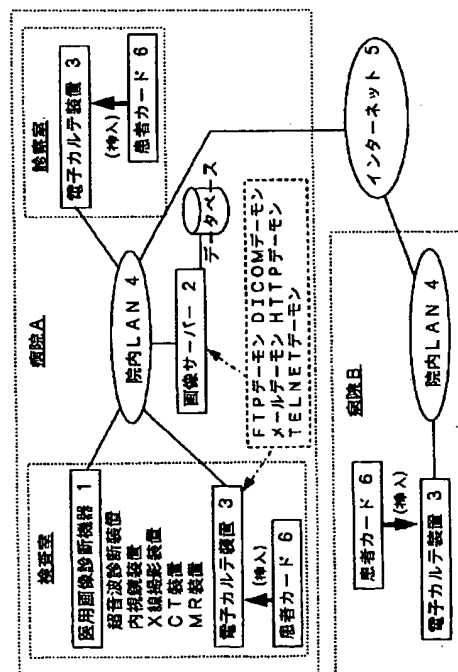 病院A
検査室
医用画像診断機器 1
超音波診断装置
内視鏡装置
X線撮影装置
CT装置
MR装置
電子カルテ装置 3
(挿入)
患者カード 6
院内LAN 4
画像サーバー 2
データベース
FTPデーモン DICOMデーモン
メールデーモン HTTPデーモン
TELNETデーモン
診察室
電子カルテ装置 3
(挿入)
患者カード 6
インターネット 5
病院B
患者カード 6
(挿入)
電子カルテ装置 3
院内LAN 4